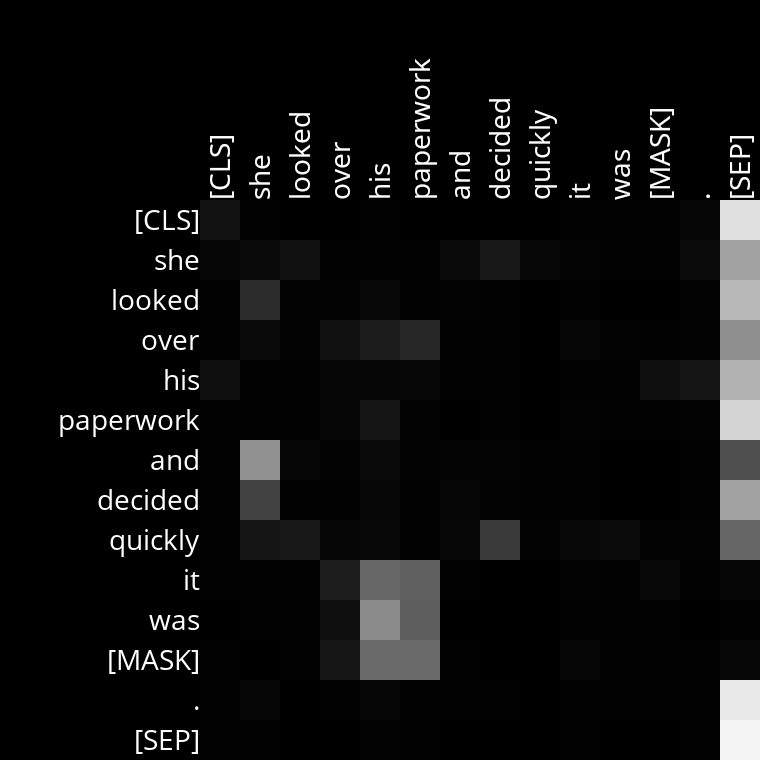 [CLS] she looked over his paperwork and decided quickly it was [MASK] . [SEP]
[CLS]
she
looked
over
his
paperwork
and
decided
quickly
it
was
[MASK]
.
[SEP]